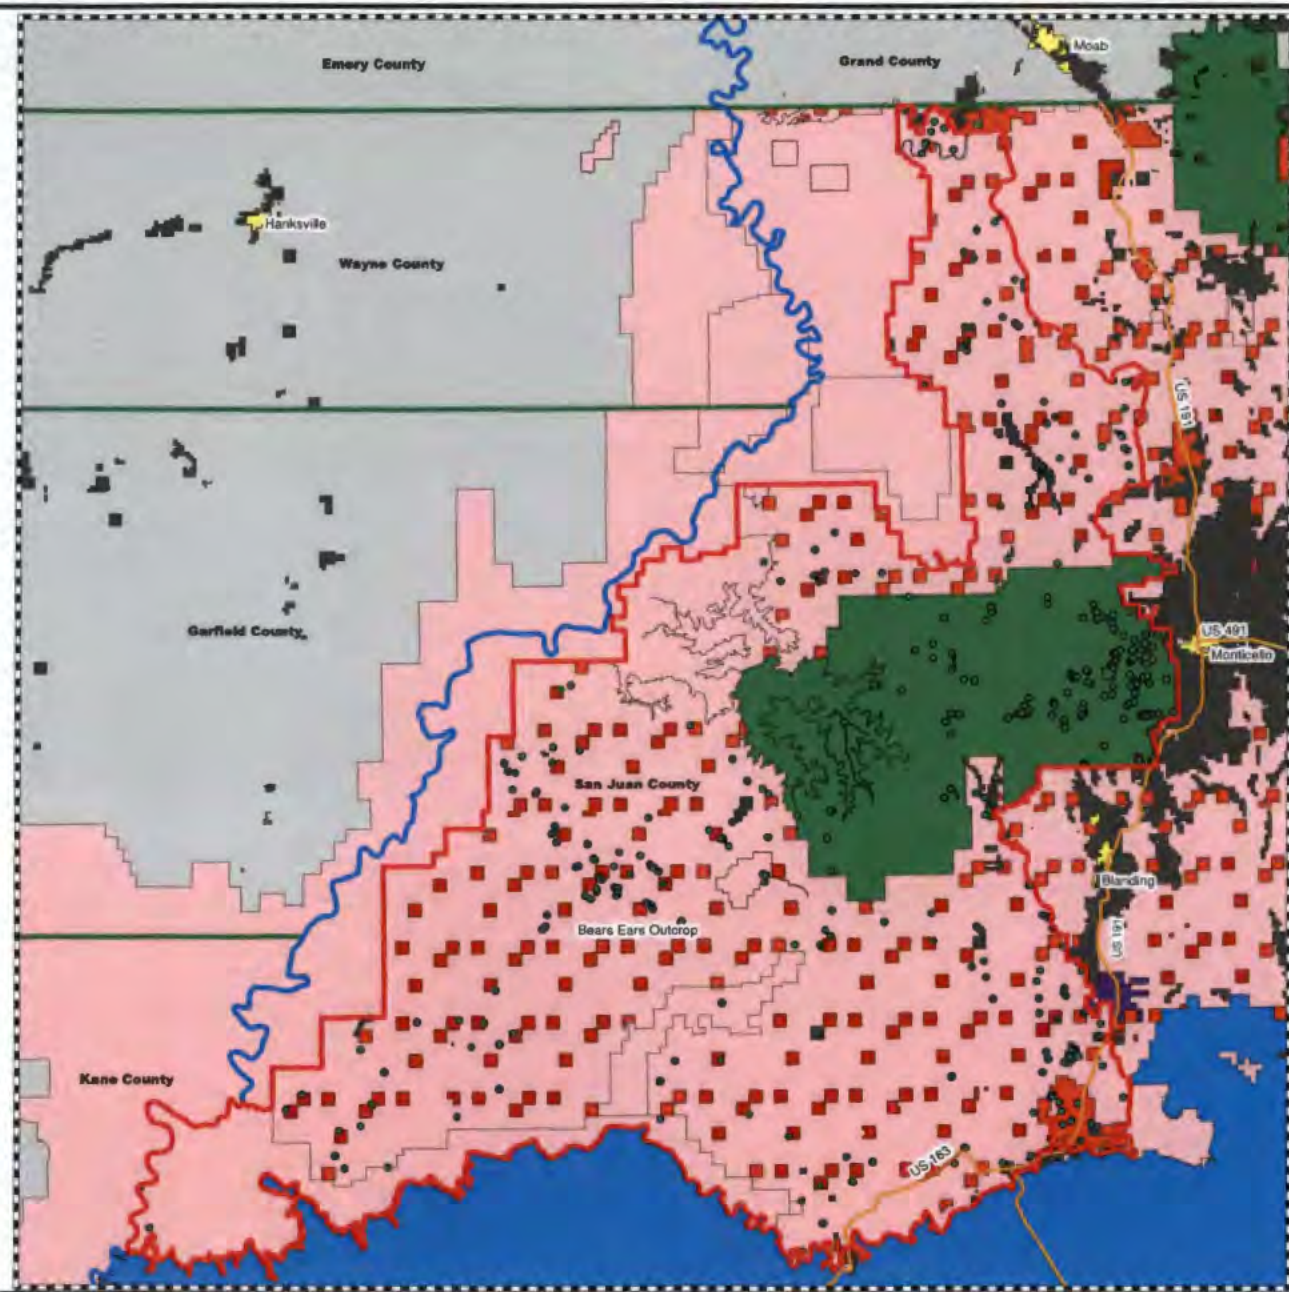 Moab
Emery County
Grand County
Hanksville
Wayne County
US 191
Garfield County
US 491
Monticello
San Juan County
Blanding
Bears Ears Outcrop
US 191
Kane County
US 163